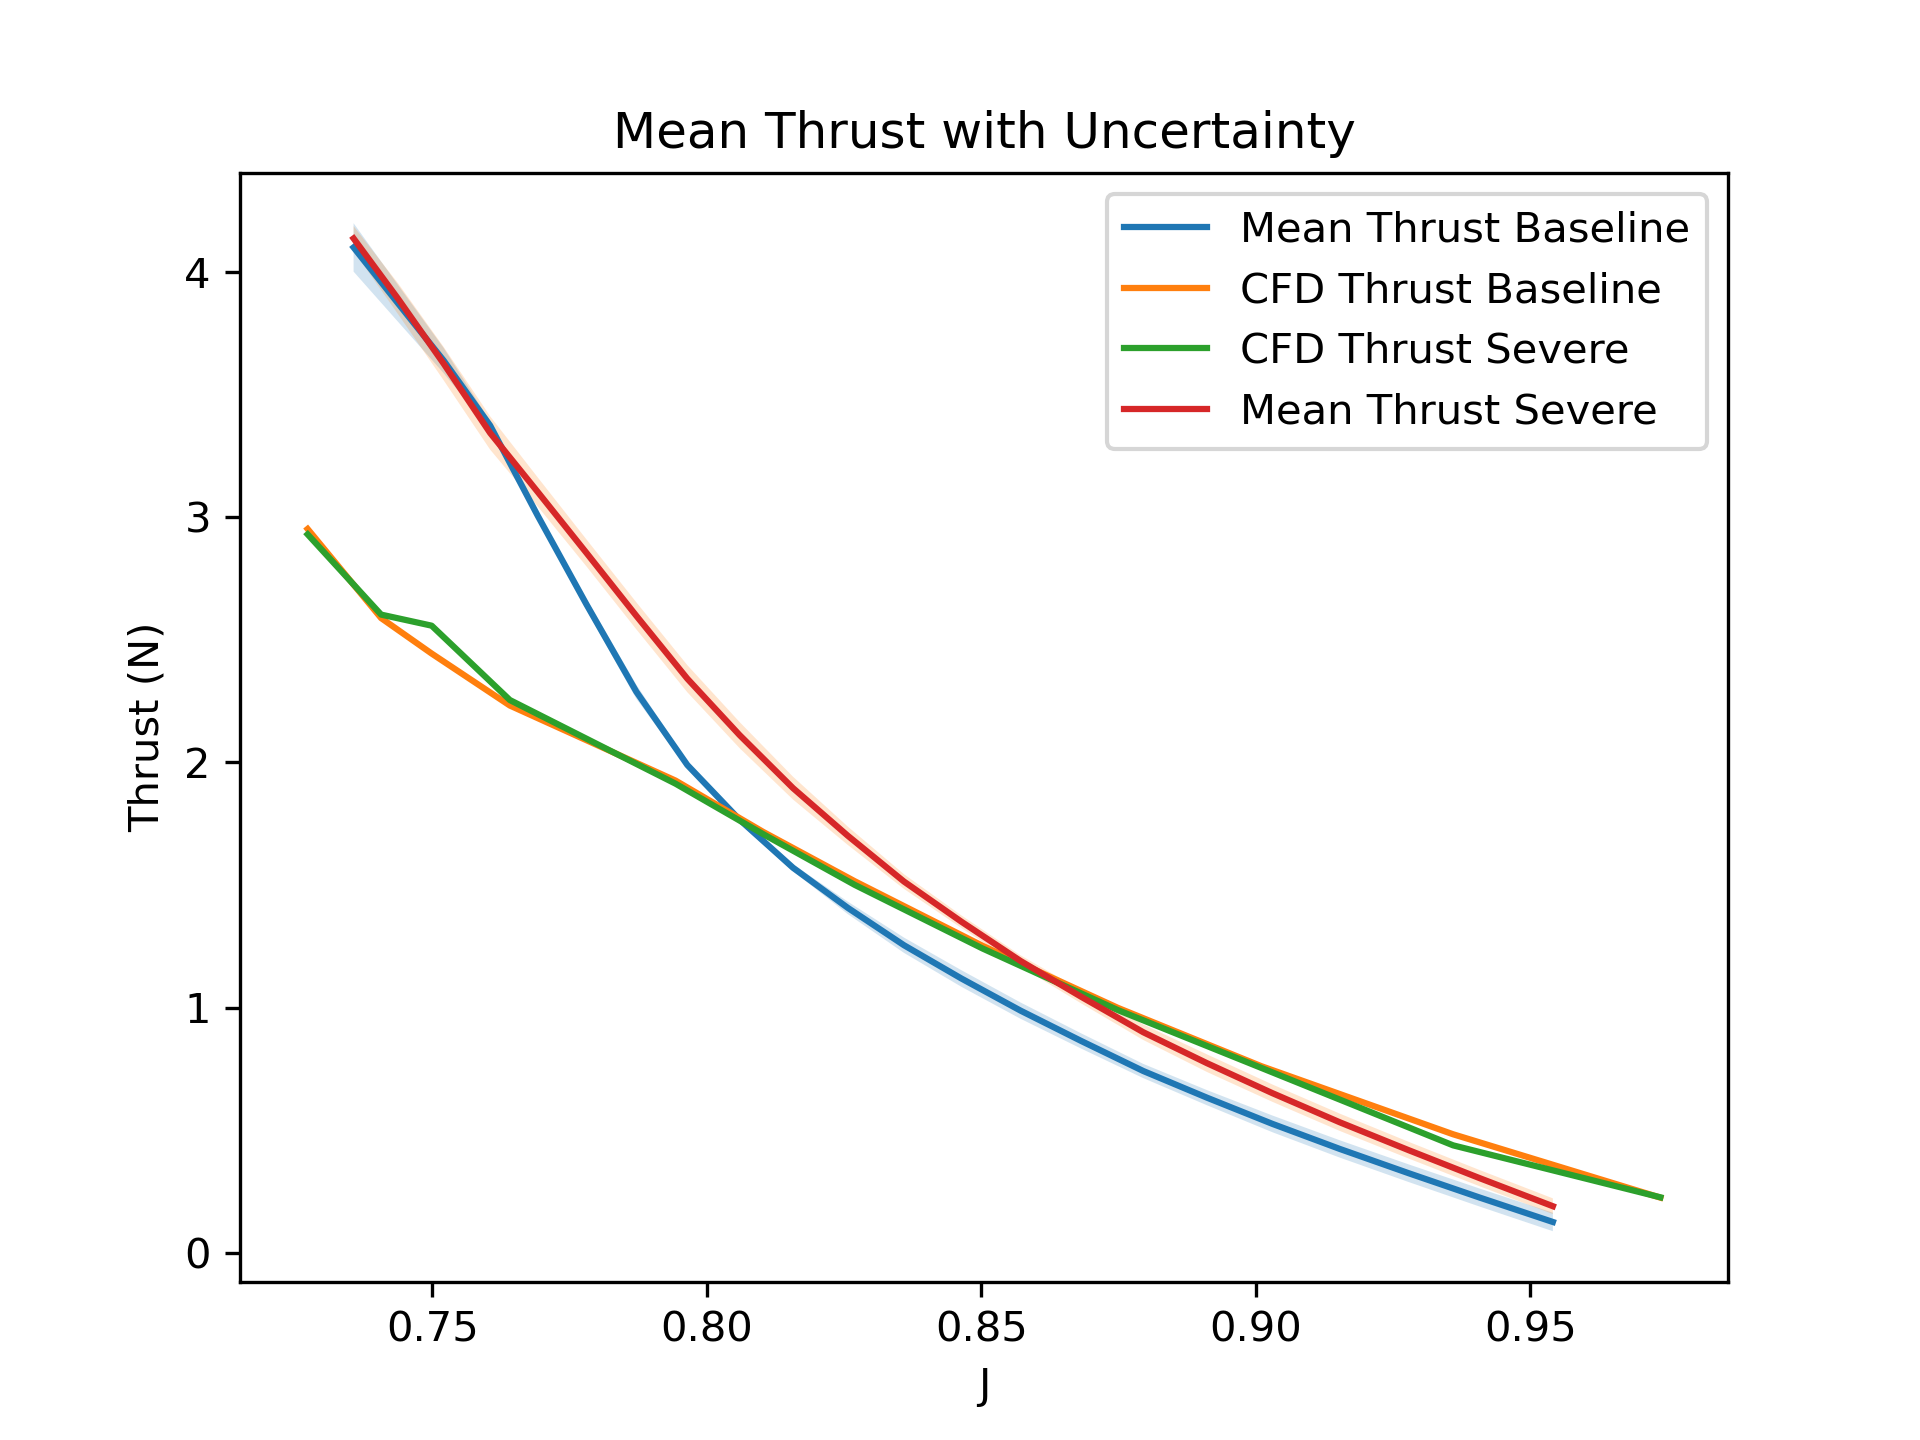 Mean Thrust with Uncertainty
Mean Thrust Baseline
CFD Thrust Baseline
CFD Thrust Severe
Mean Thrust Severe
4
3
2
1
0
Thrust (N)
0.75 0.80 0.85 0.90 0.95
J